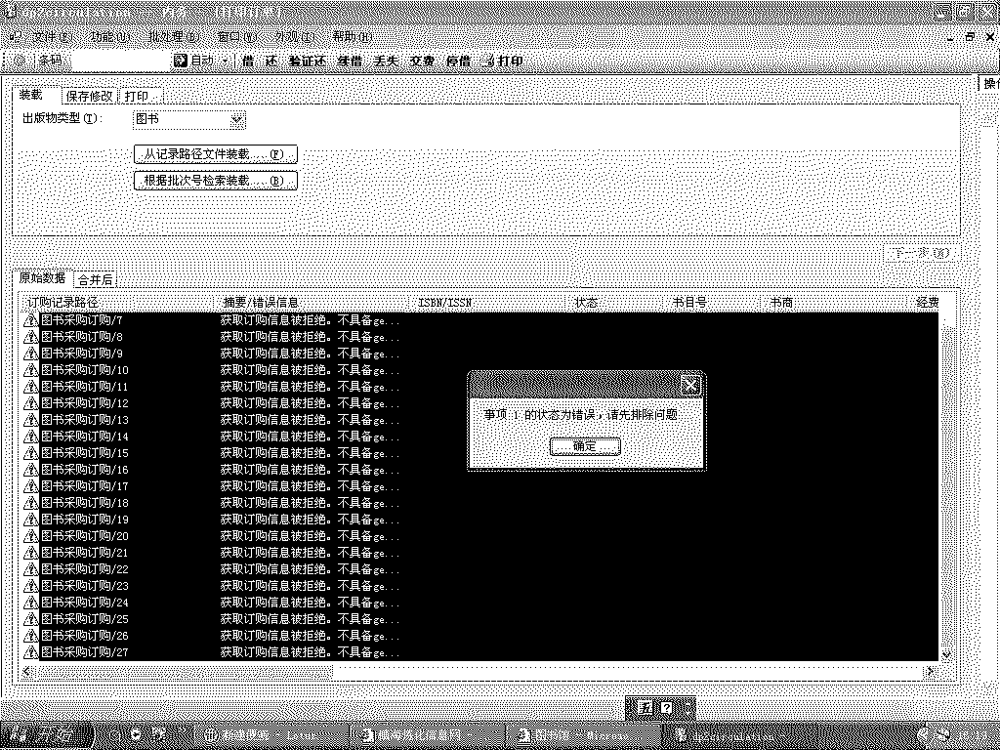 文件(F) 功能(U) 批处理(B) 窗口(W) 外观(T) 帮助(H)
条码: 自动 借 还 验证还 续借 丢失 交费 停借 打印
操作
装载 保存修改 打印
出版物类型(T): 图书
从记录路径文件装载...(F)
根据批次号检索装载...(B)
下一步(N)
原始数据 合并后
订购记录路径 摘要/错误信息 ISBN/ISSN 状态 书目号 书商 经费
图书采购订购/7 获取订购信息被拒绝。不具备ge...
图书采购订购/8 获取订购信息被拒绝。不具备ge...
图书采购订购/9 获取订购信息被拒绝。不具备ge...
图书采购订购/10 获取订购信息被拒绝。不具备ge...
图书采购订购/11 获取订购信息被拒绝。不具备ge...
图书采购订购/12 获取订购信息被拒绝。不具备ge...
图书采购订购/13 获取订购信息被拒绝。不具备ge...
图书采购订购/14 获取订购信息被拒绝。不具备ge...
图书采购订购/15 获取订购信息被拒绝。不具备ge...
图书采购订购/16 获取订购信息被拒绝。不具备ge...
图书采购订购/17 获取订购信息被拒绝。不具备ge...
图书采购订购/18 获取订购信息被拒绝。不具备ge...
图书采购订购/19 获取订购信息被拒绝。不具备ge...
图书采购订购/20 获取订购信息被拒绝。不具备ge...
图书采购订购/21 获取订购信息被拒绝。不具备ge...
图书采购订购/22 获取订购信息被拒绝。不具备ge...
图书采购订购/23 获取订购信息被拒绝。不具备ge...
图书采购订购/24 获取订购信息被拒绝。不具备ge...
图书采购订购/25 获取订购信息被拒绝。不具备ge...
图书采购订购/26 获取订购信息被拒绝。不具备ge...
图书采购订购/27 获取订购信息被拒绝。不具备ge...
事项 1 的状态为错误，请先排除问题
确定
开始